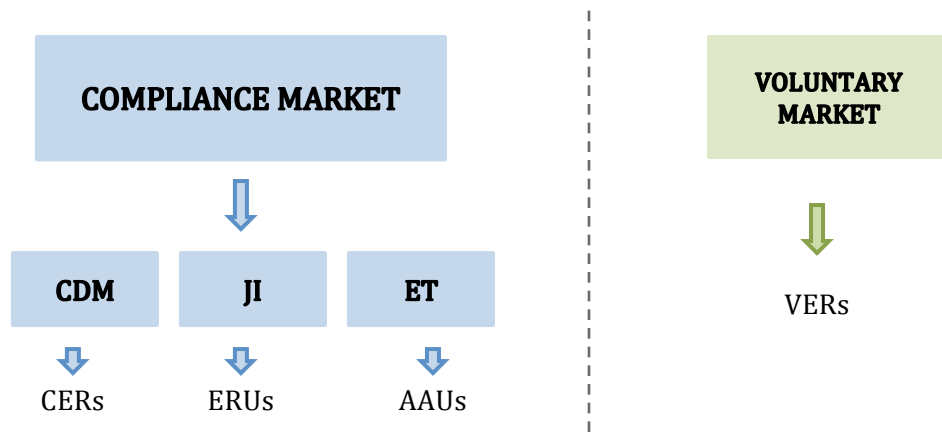 COMPLIANCE MARKET
VOLUNTARY
MARKET
CDM
JI
ET
VERs
CERs
ERUs
AAUs